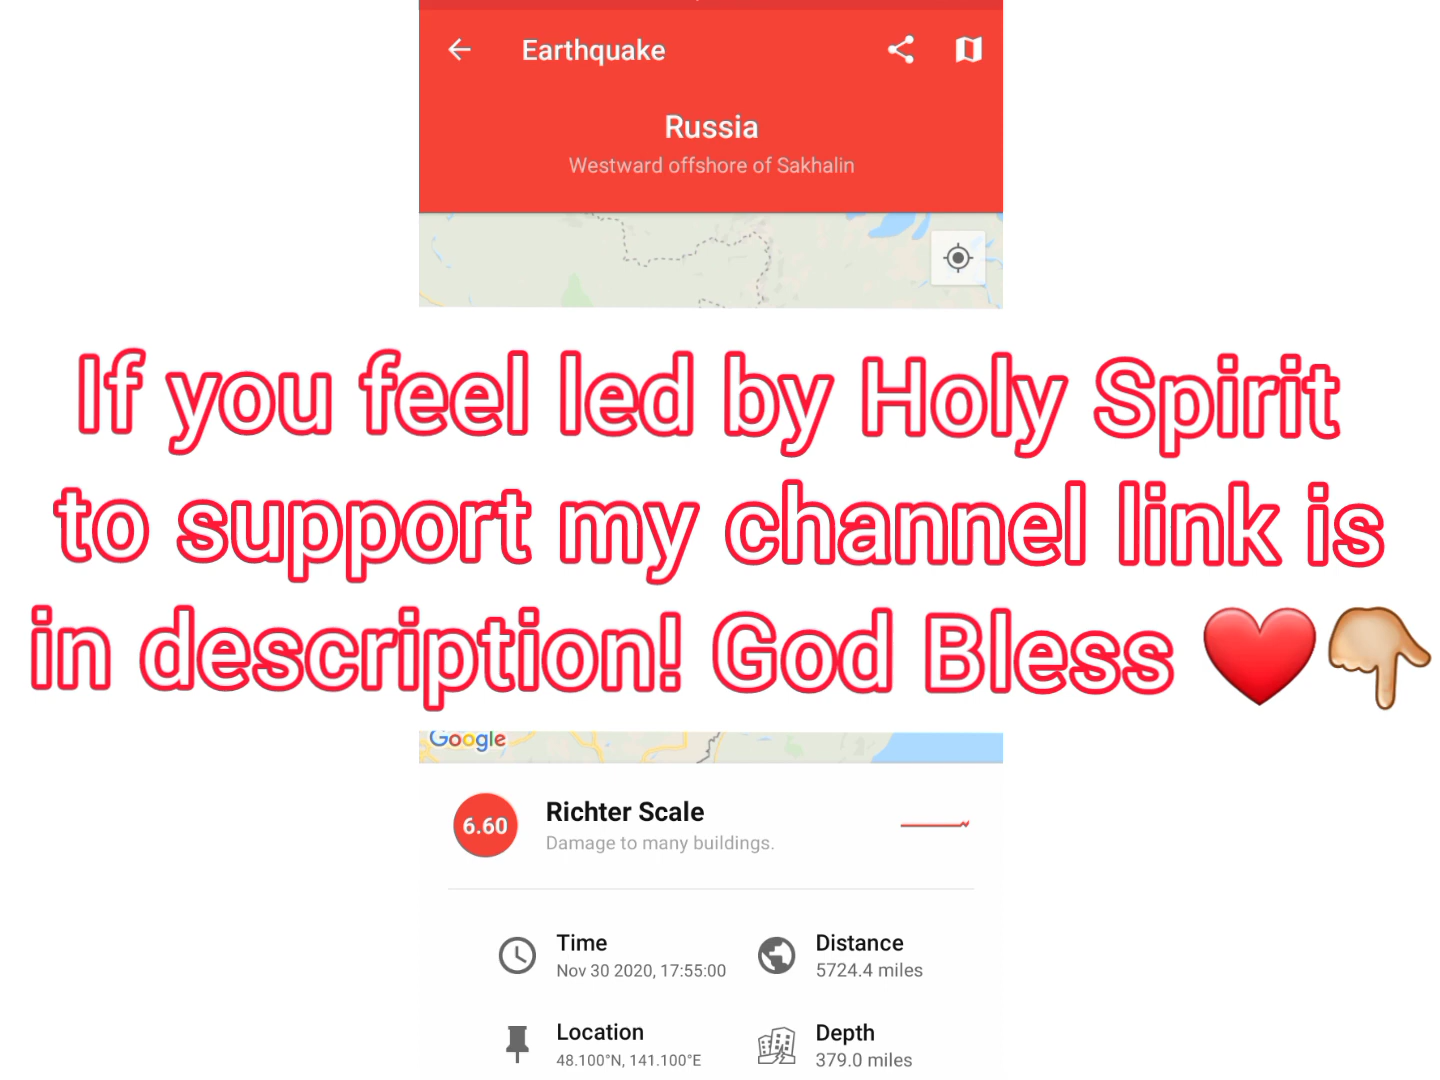 Earthquake
Russia
Westward offshore of Sakhalin
If you feel led by Holy Spirit
to support my channel link is
in description! God Bless ❤️👇🏼
Google
6.60
Richter Scale
Damage to many buildings.
Time
Nov 30 2020, 17:55:00
Distance
5724.4 miles
Location
48.100°N, 141.100°E
Depth
379.0 miles